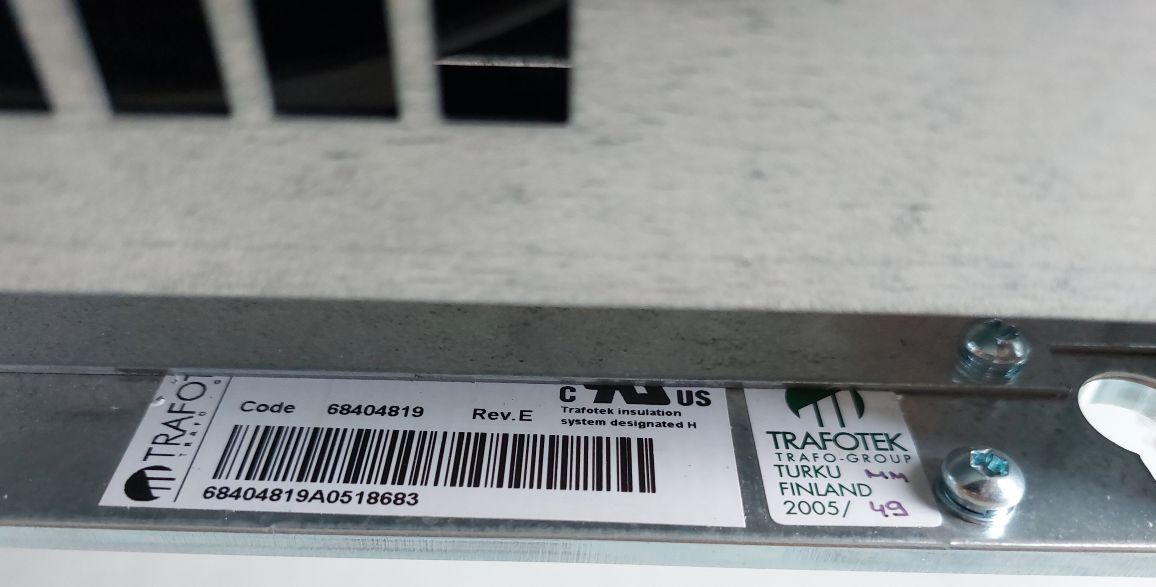 TRAFO
TRAFO
Code 68404819 Rev.E
C US
Trafotek insulation
system designated H
68404819A0518683
TRAFOTEK
TRAFO-GROUP
TURKU MM
FINLAND
2005/ 49